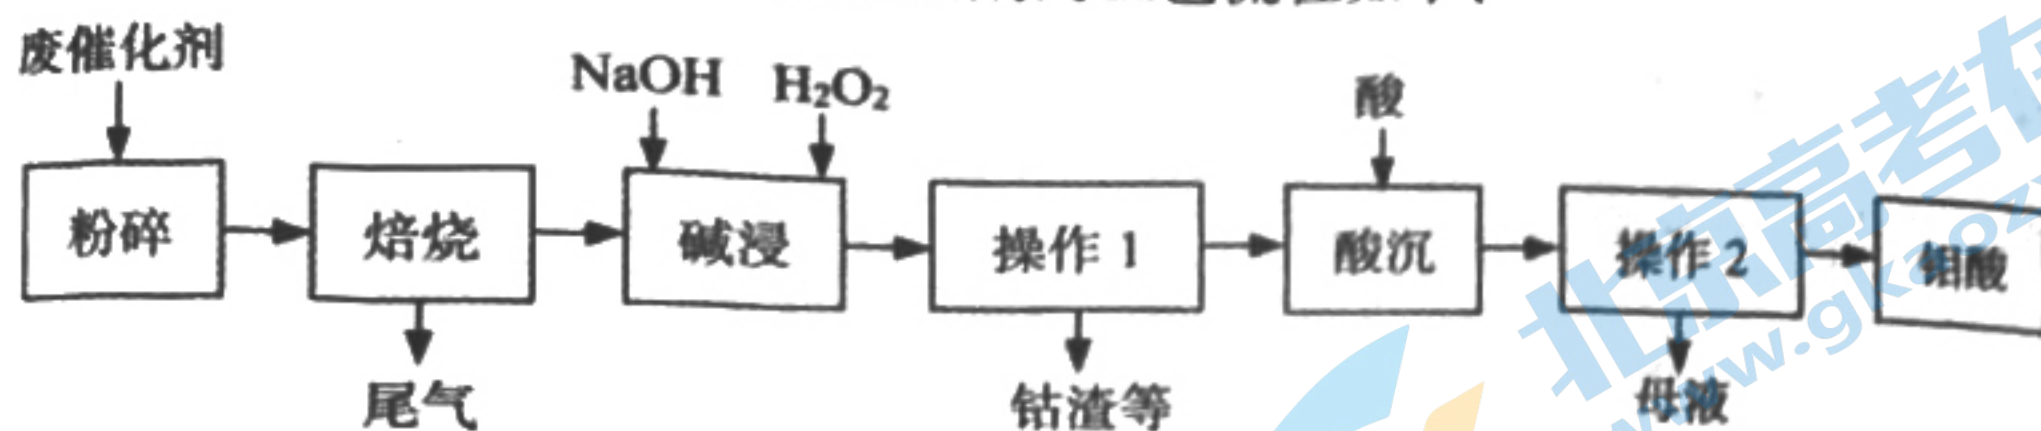 废催化剂
NaOH
H₂O₂
酸
粉碎
焙烧
碱浸
操作 1
酸沉
操作 2
钼酸
尾气
钴渣等
母液
北京高考在
www.gkaoz